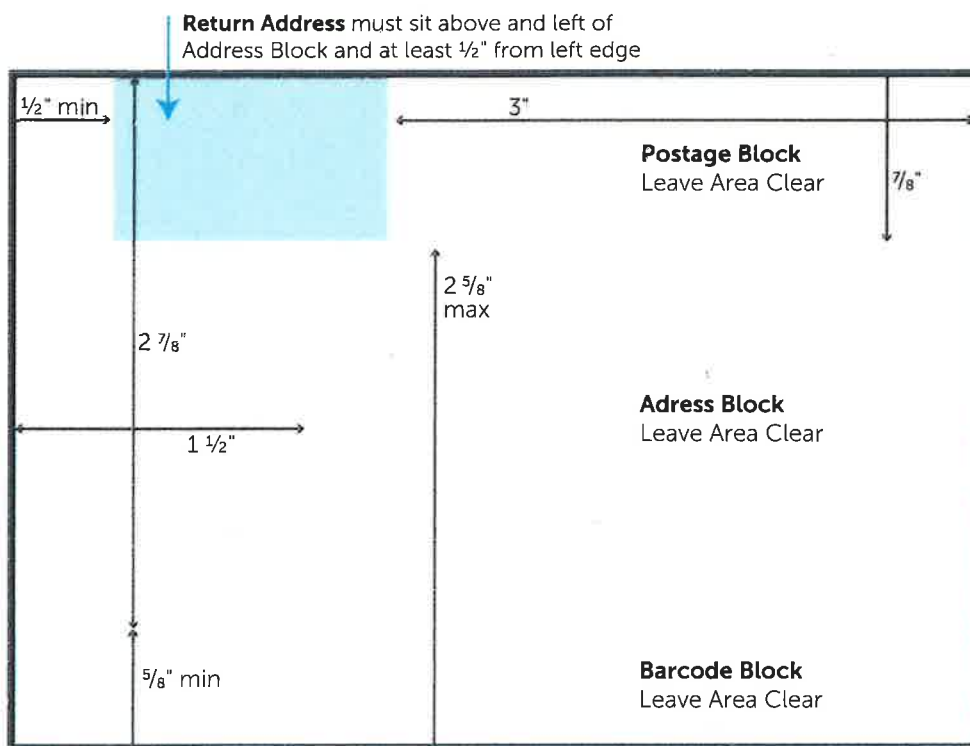 Return Address must sit above and left of
Address Block and at least ½" from left edge
½" min
3"
Postage Block
Leave Area Clear
⅞"
2 ⅝"
max
2 ⅞"
Adress Block
Leave Area Clear
1 ½"
⅝" min
Barcode Block
Leave Area Clear